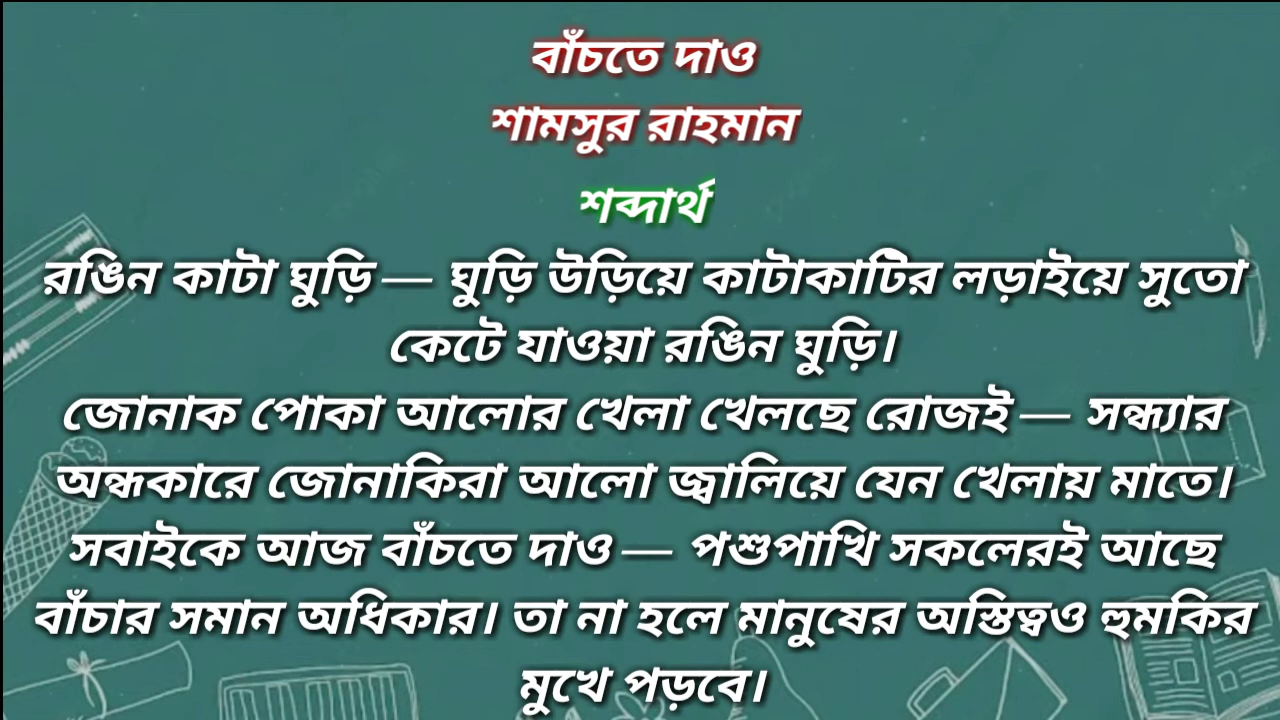 বাঁচতে দাও
শামসুর রাহমান
শব্দার্থ
রঙিন কাটা ঘুড়ি — ঘুড়ি উড়িয়ে কাটাকাটির লড়াইয়ে সুতো
কেটে যাওয়া রঙিন ঘুড়ি।
জোনাক পোকা আলোর খেলা খেলছে রোজই — সন্ধ্যার
অন্ধকারে জোনাকিরা আলো জ্বালিয়ে যেন খেলায় মাতে।
সবাইকে আজ বাঁচতে দাও — পশুপাখি সকলেরই আছে
বাঁচার সমান অধিকার। তা না হলে মানুষের অস্তিত্বও হুমকির
মুখে পড়বে।